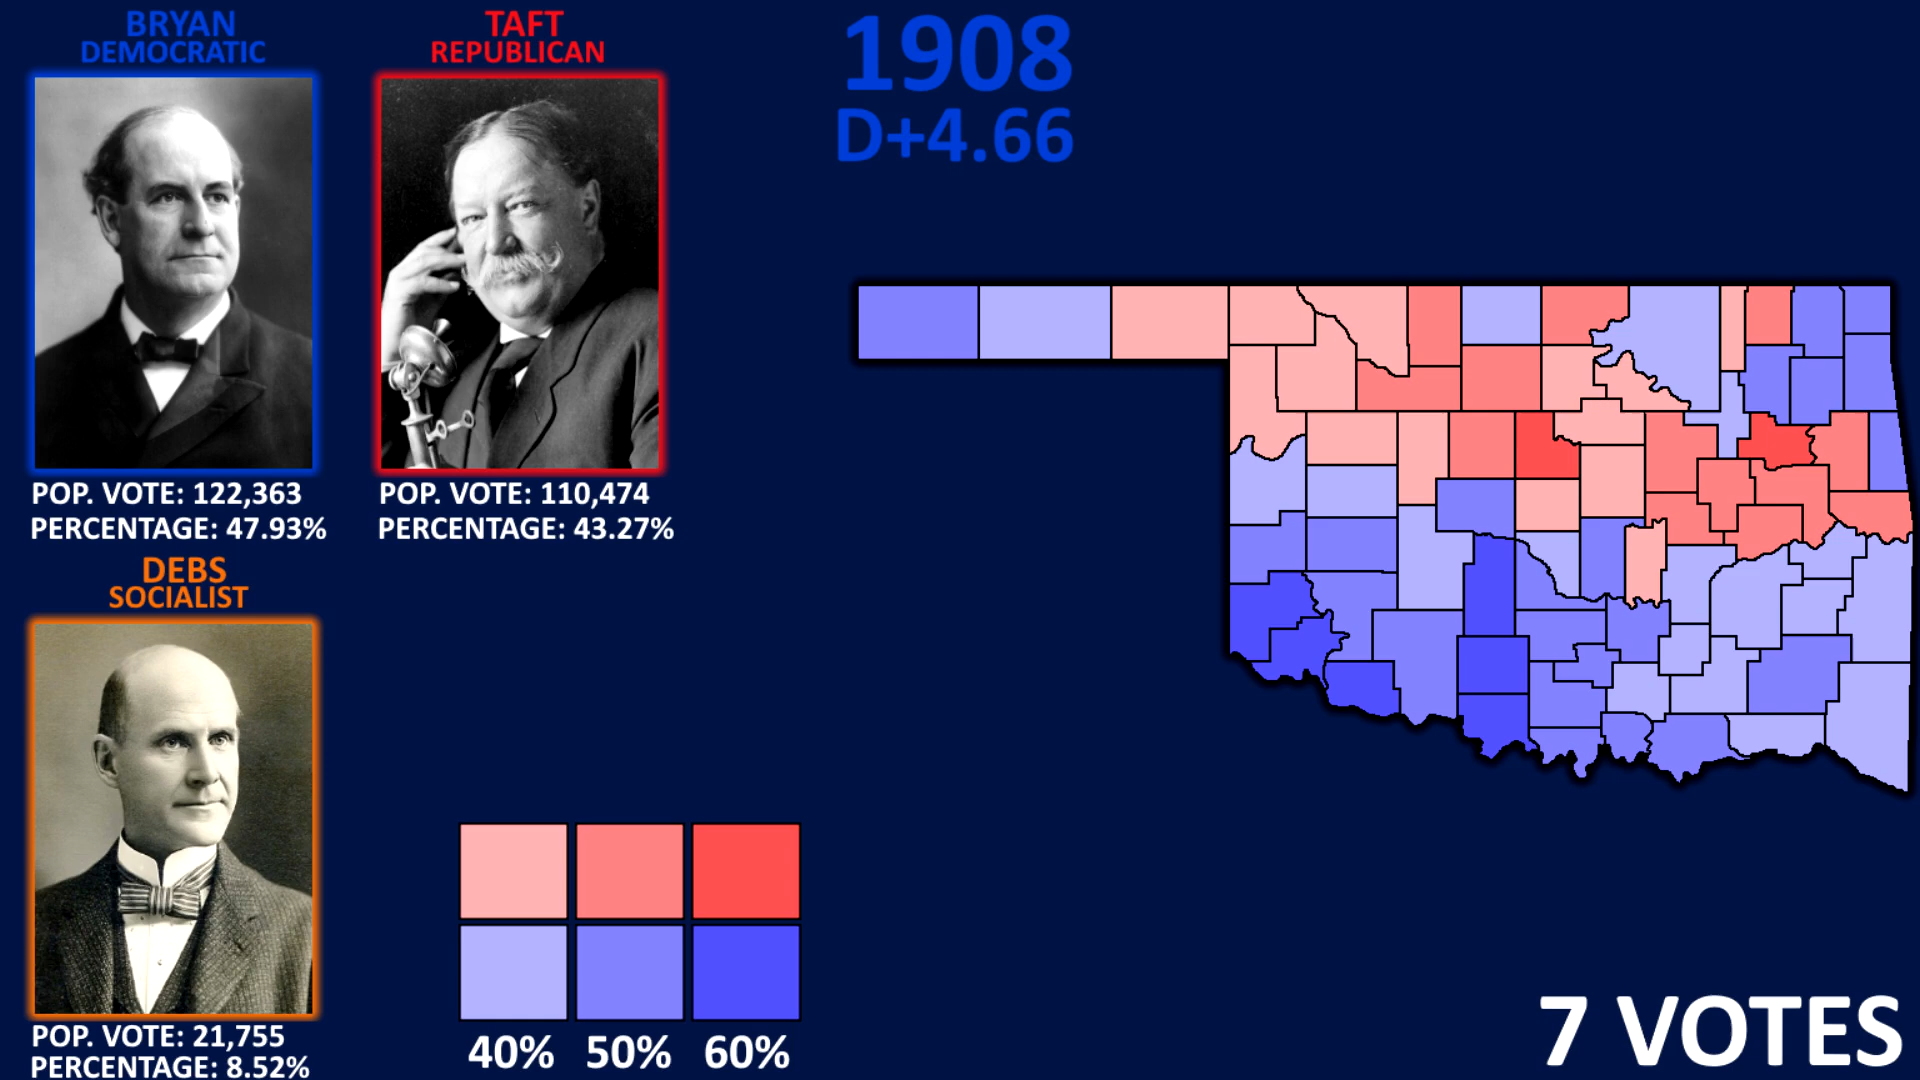 BRYAN
DEMOCRATIC
POP. VOTE: 122,363
PERCENTAGE: 47.93%
TAFT
REPUBLICAN
POP. VOTE: 110,474
PERCENTAGE: 43.27%
1908
D+4.66
DEBS
SOCIALIST
POP. VOTE: 21,755
PERCENTAGE: 8.52%
40% 50% 60%
7 VOTES